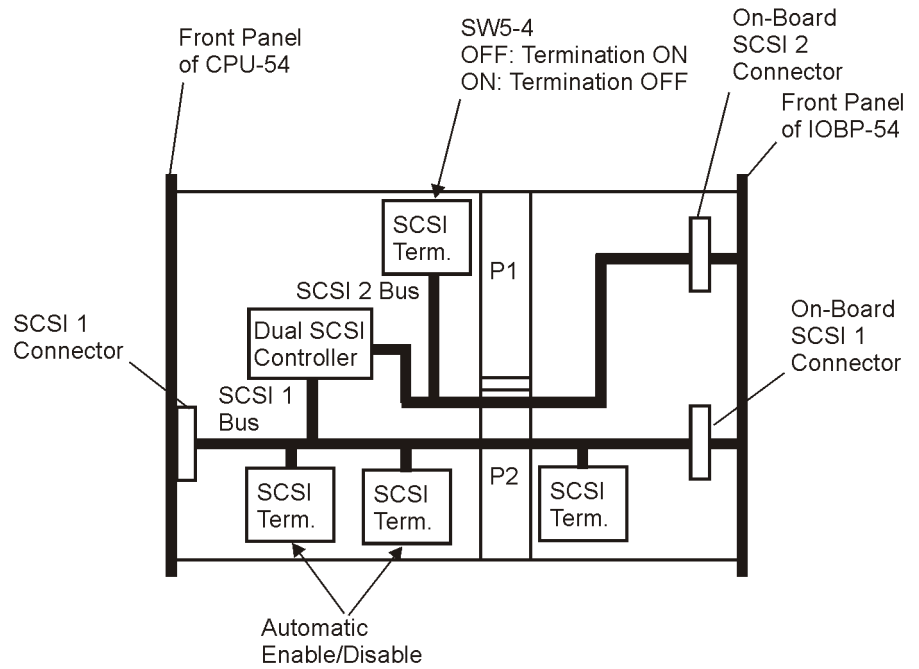 Front Panel
of CPU-54
SW5-4
OFF: Termination ON
ON: Termination OFF
On-Board
SCSI 2
Connector
Front Panel
of IOBP-54
SCSI
Term.
P1
SCSI 2 Bus
SCSI 1
Connector
Dual SCSI
Controller
On-Board
SCSI 1
Connector
SCSI 1
Bus
SCSI
Term.
SCSI
Term.
P2
SCSI
Term.
Automatic
Enable/Disable